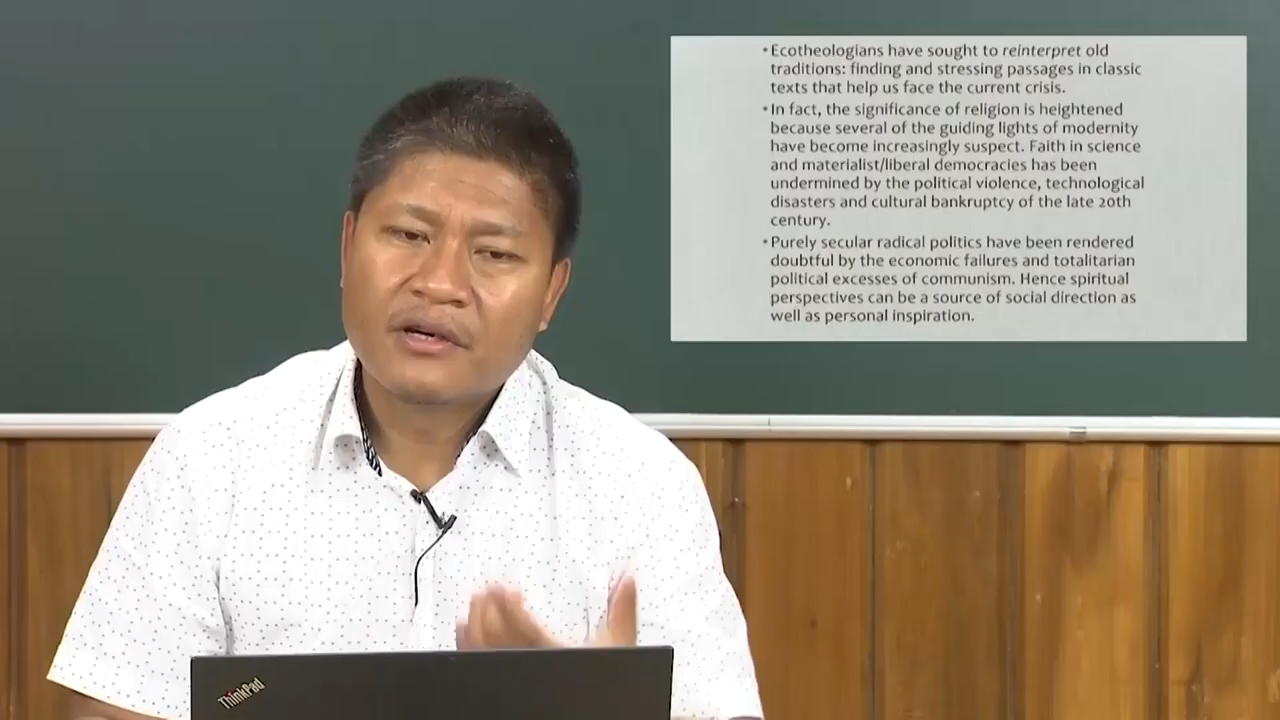 • Ecotheologians have sought to reinterpret old
traditions: finding and stressing passages in classic
texts that help us face the current crisis.
• In fact, the significance of religion is heightened
because several of the guiding lights of modernity
have become increasingly suspect. Faith in science
and materialist/liberal democracies has been
undermined by the political violence, technological
disasters and cultural bankruptcy of the late 20th
century.
• Purely secular radical politics have been rendered
doubtful by the economic failures and totalitarian
political excesses of communism. Hence spiritual
perspectives can be a source of social direction as
well as personal inspiration.
ThinkPad